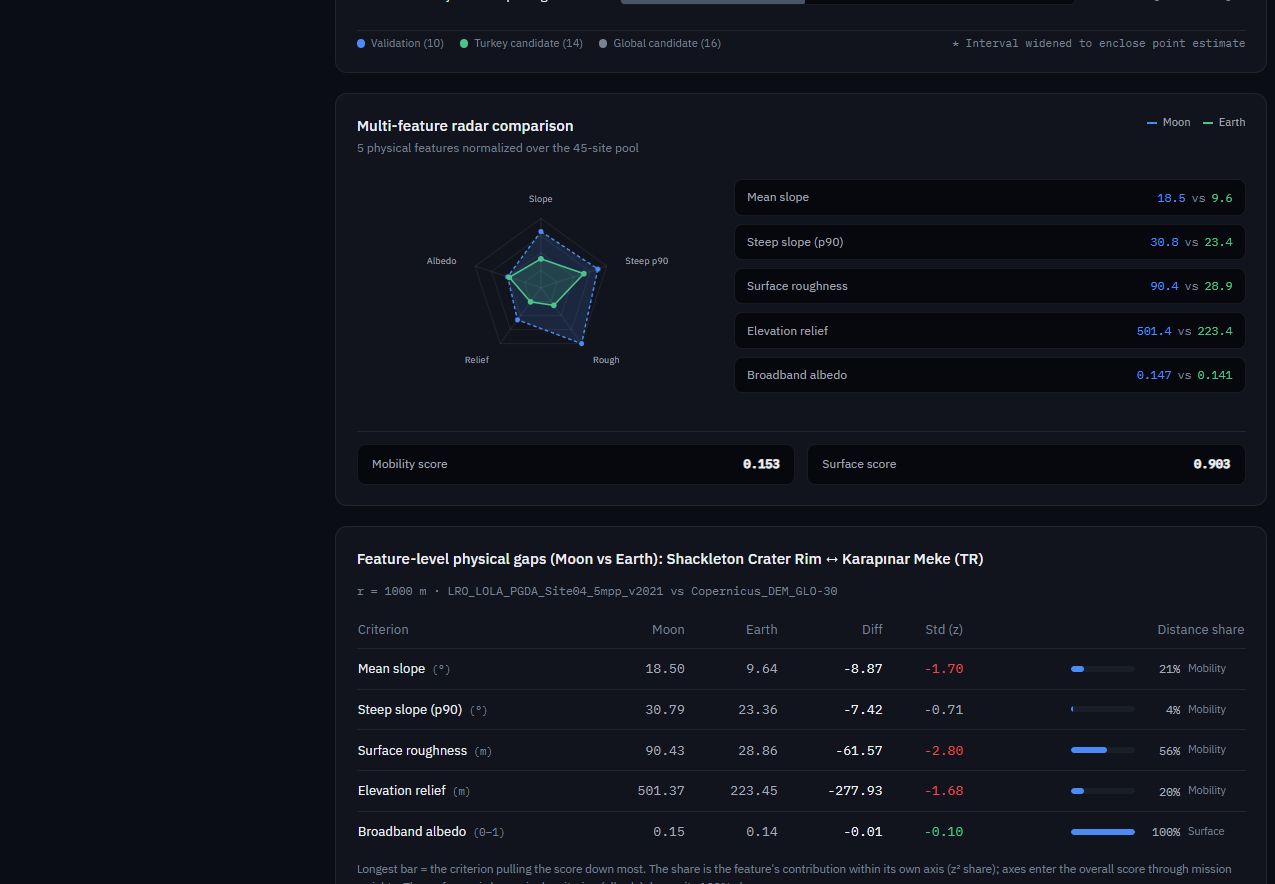 Validation (10) Turkey candidate (14) Global candidate (16) * Interval widened to enclose point estimate
Multi-feature radar comparison
Moon Earth
5 physical features normalized over the 45-site pool
Slope
Albedo
Steep p90
Relief
Rough
Mean slope 18.5 vs 9.6
Steep slope (p90) 30.8 vs 23.4
Surface roughness 90.4 vs 28.9
Elevation relief 501.4 vs 223.4
Broadband albedo 0.147 vs 0.141
Mobility score 0.153
Surface score 0.903
Feature-level physical gaps (Moon vs Earth): Shackleton Crater Rim ↔ Karapınar Meke (TR)
r = 1000 m · LRO_LOLA_PGDA_Site04_5mpp_v2021 vs Copernicus_DEM_GLO-30
Criterion Moon Earth Diff Std (z) Distance share
Mean slope (°) 18.50 9.64 -8.87 -1.70 21% Mobility
Steep slope (p90) (°) 30.79 23.36 -7.42 -0.71 4% Mobility
Surface roughness (m) 90.43 28.86 -61.57 -2.80 56% Mobility
Elevation relief (m) 501.37 223.45 -277.93 -1.68 20% Mobility
Broadband albedo (0–1) 0.15 0.14 -0.01 -0.10 100% Surface
Longest bar = the criterion pulling the score down most. The share is the feature's contribution within its own axis (z² share); axes enter the overall score through mission